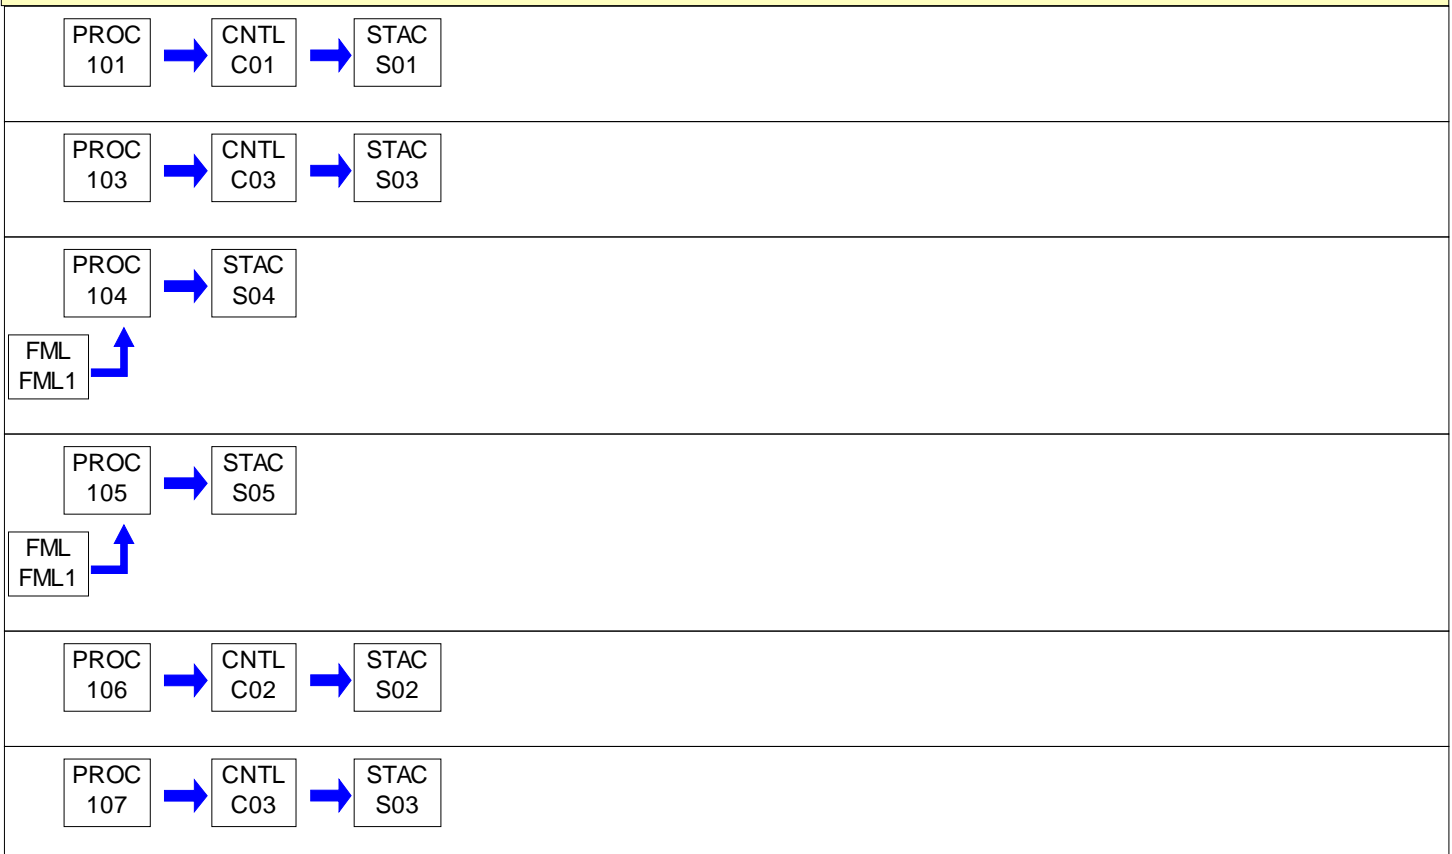 PROC
101
CNTL
C01
STAC
S01
PROC
103
CNTL
C03
STAC
S03
PROC
104
STAC
S04
FML
FML1
PROC
105
STAC
S05
FML
FML1
PROC
106
CNTL
C02
STAC
S02
PROC
107
CNTL
C03
STAC
S03